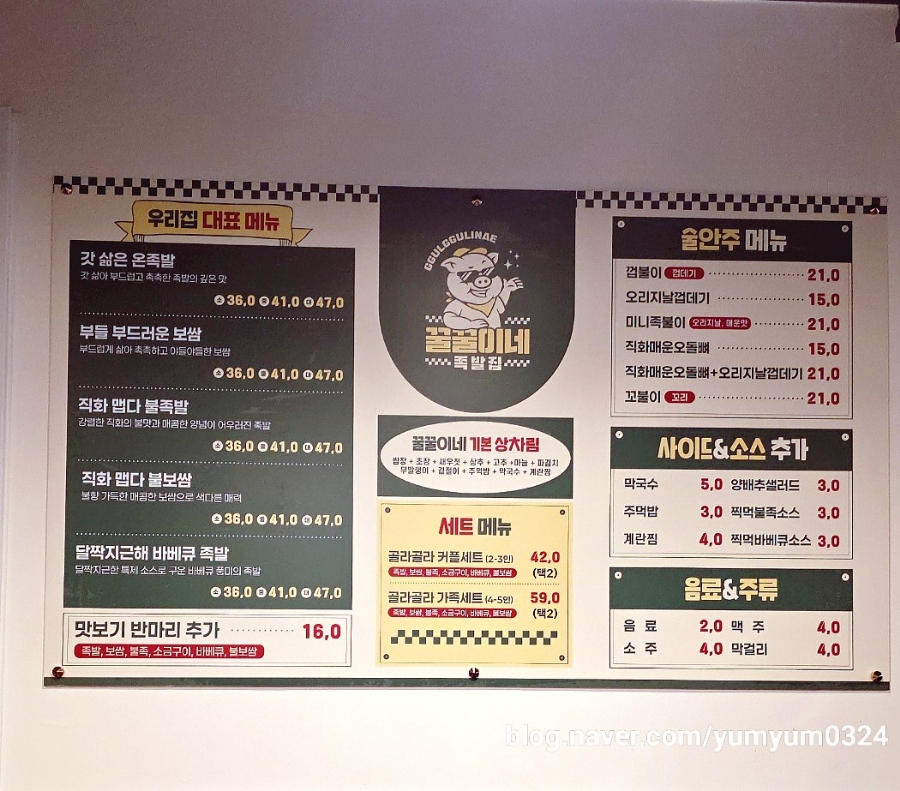 우리집 대표 메뉴
갓 삶은 온족발
갓 삶아 부드럽고 촉촉한 족발의 깊은 맛
소 36,0 중 41,0 대 47,0
부들 부드러운 보쌈
부드럽게 삶아 촉촉하고 야들야들한 보쌈
소 36,0 중 41,0 대 47,0
직화 맵다 불족발
강렬한 직화의 불맛과 매콤한 양념이 어우러진 족발
소 36,0 중 41,0 대 47,0
직화 맵다 불보쌈
불향 가득한 매콤한 보쌈으로 색다른 매력
소 36,0 중 41,0 대 47,0
달짝지근해 바베큐 족발
달짝지근한 특제 소스로 구운 바베큐 풍미의 족발
소 36,0 중 41,0 대 47,0
맛보기 반마리 추가 16,0
족발, 보쌈, 불족, 소금구이, 바베큐, 불보쌈
GGULGGULINAE
꿀꿀이네
족발집
꿀꿀이네 기본 상차림
쌈장 + 초장 + 새우젓 + 상추 + 고추 + 마늘 + 파절치
무말랭이 + 겉절이 + 주먹밥 + 막국수 + 계란찜
세트 메뉴
골라골라 커플세트 (2-3인) 42,0
족발, 보쌈, 불족, 소금구이, 바베큐, 불보쌈 (택2)
골라골라 가족세트 (4-5인) 59,0
족발, 보쌈, 불족, 소금구이, 바베큐, 불보쌈 (택2)
술안주 메뉴
껍불이 껍데기 21,0
오리지날껍데기 15,0
미니족불이 오리지날, 매운맛 21,0
직화매운오돌뼈 15,0
직화매운오돌뼈+오리지날껍데기 21,0
꼬불이 꼬리 21,0
사이드&소스 추가
막국수 5,0 양배추샐러드 3,0
주먹밥 3,0 찍먹불족소스 3,0
계란찜 4,0 찍먹바베큐소스 3,0
음료&주류
음 료 2,0 맥 주 4,0
소 주 4,0 막걸리 4,0
blog.naver.com/yumyum0324